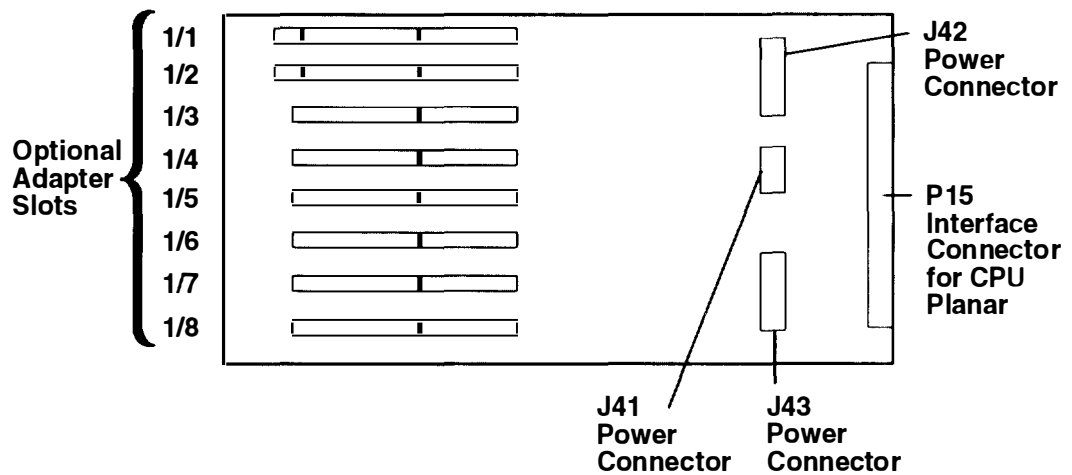 Optional
Adapter
Slots
1/1
1/2
1/3
1/4
1/5
1/6
1/7
1/8
J42
Power
Connector
P15
Interface
Connector
for CPU
Planar
J41
Power
Connector
J43
Power
Connector